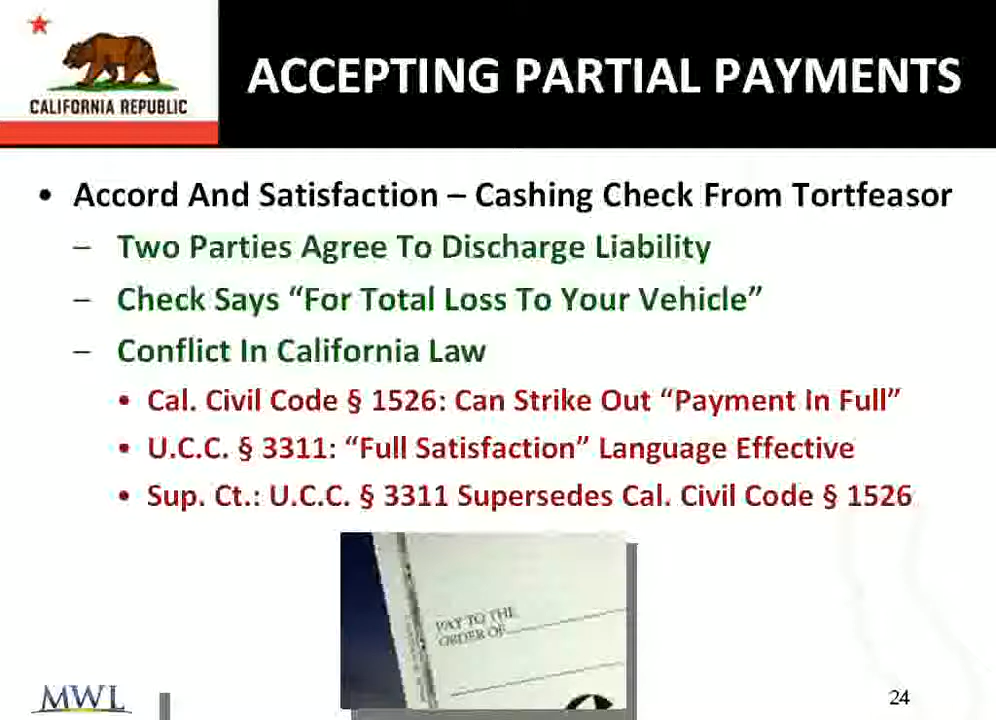 CALIFORNIA REPUBLIC
ACCEPTING PARTIAL PAYMENTS
• Accord And Satisfaction – Cashing Check From Tortfeasor
– Two Parties Agree To Discharge Liability
– Check Says “For Total Loss To Your Vehicle”
– Conflict In California Law
• Cal. Civil Code § 1526: Can Strike Out “Payment In Full”
• U.C.C. § 3311: “Full Satisfaction” Language Effective
• Sup. Ct.: U.C.C. § 3311 Supersedes Cal. Civil Code § 1526
PAY TO THE
ORDER OF
MWL
24